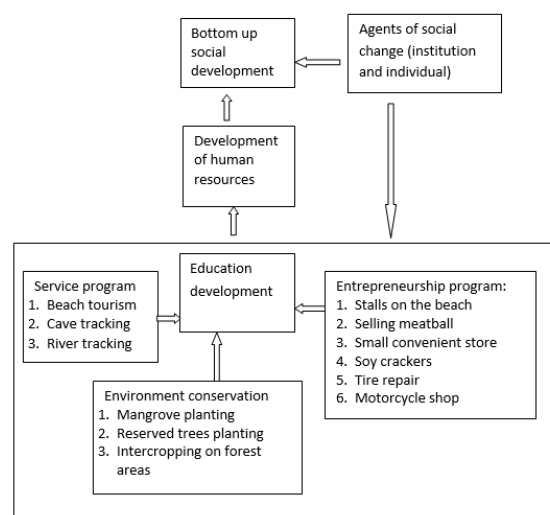 Bottom up
social
development
Agents of social
change (institution
and individual)
Development
of human
resources
Education
development
Service program
1. Beach tourism
2. Cave tracking
3. River tracking
Entrepreneurship program:
1. Stalls on the beach
2. Selling meatball
3. Small convenient store
4. Soy crackers
5. Tire repair
6. Motorcycle shop
Environment conservation
1. Mangrove planting
2. Reserved trees planting
3. Intercropping on forest
areas